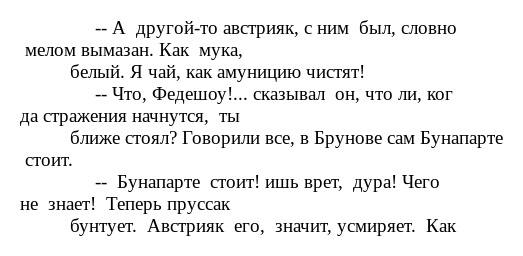 -- А другой-то австрияк, с ним был, словно
мелом вымазан. Как мука,
белый. Я чай, как амуницию чистят!
-- Что, Федешоу!... сказывал он, что ли, ког
да стражения начнутся, ты
ближе стоял? Говорили все, в Брунове сам Бунапарте
стоит.
-- Бунапарте стоит! ишь врет, дура! Чего
не знает! Теперь пруссак
бунтует. Австрияк его, значит, усмиряет. Как